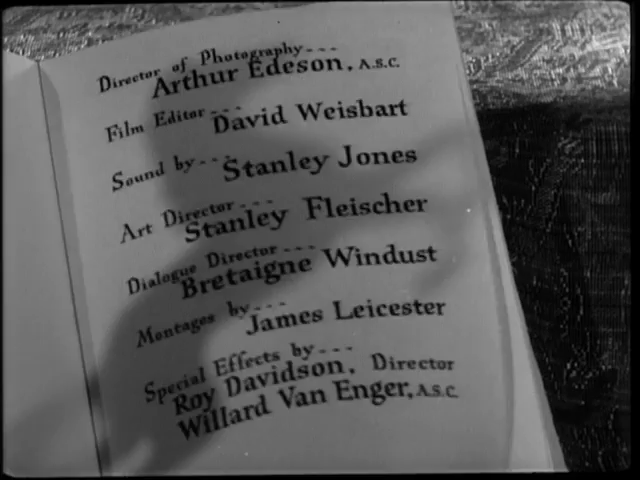 Director of Photography---
Arthur Edeson, A.S.C.
Film Editor---
David Weisbart
Sound by---
Stanley Jones
Art Director---
Stanley Fleischer
Dialogue Director---
Bretaigne Windust
Montages by---
James Leicester
Special Effects by---
Roy Davidson, Director
Willard Van Enger, A.S.C.